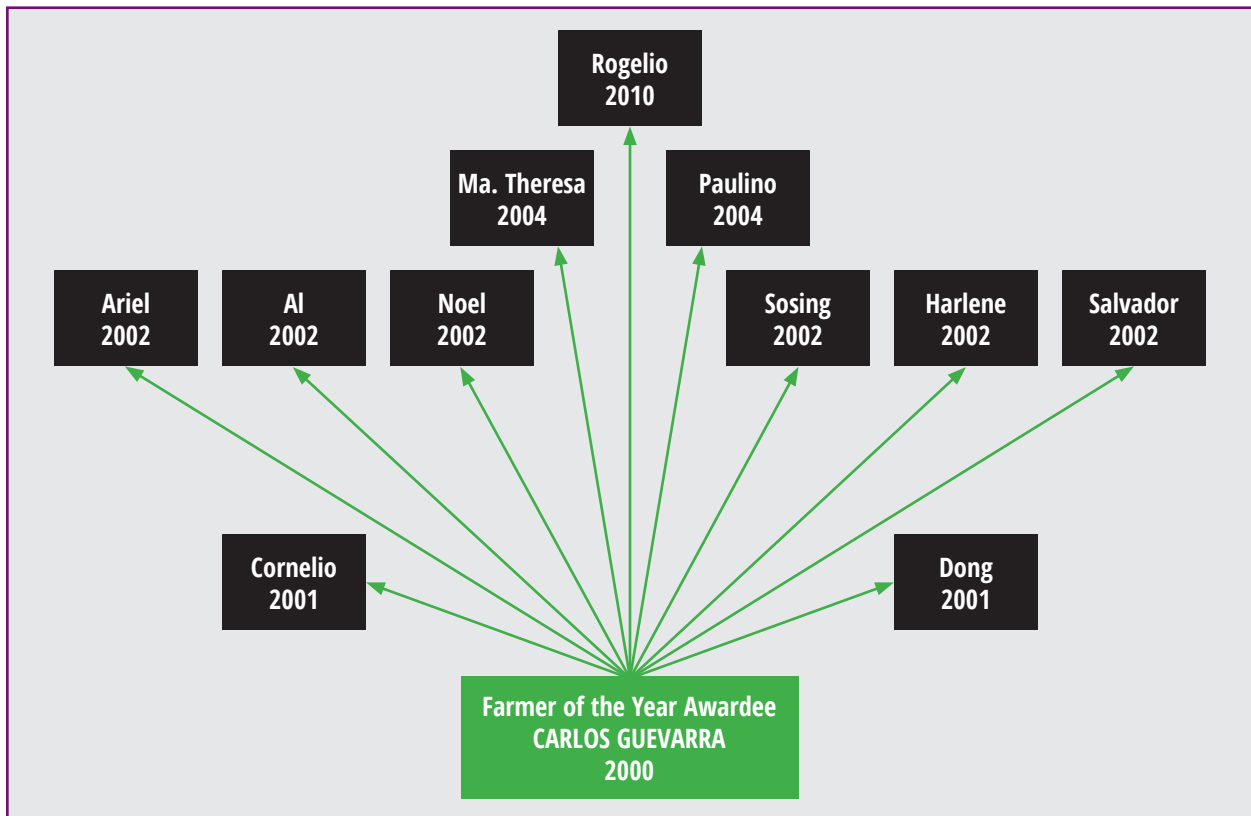 Rogelio
2010
Ma. Theresa
2004
Paulino
2004
Ariel
2002
Al
2002
Noel
2002
Sosing
2002
Harlene
2002
Salvador
2002
Cornelio
2001
Dong
2001
Farmer of the Year Awardee
CARLOS GUEVARRA
2000